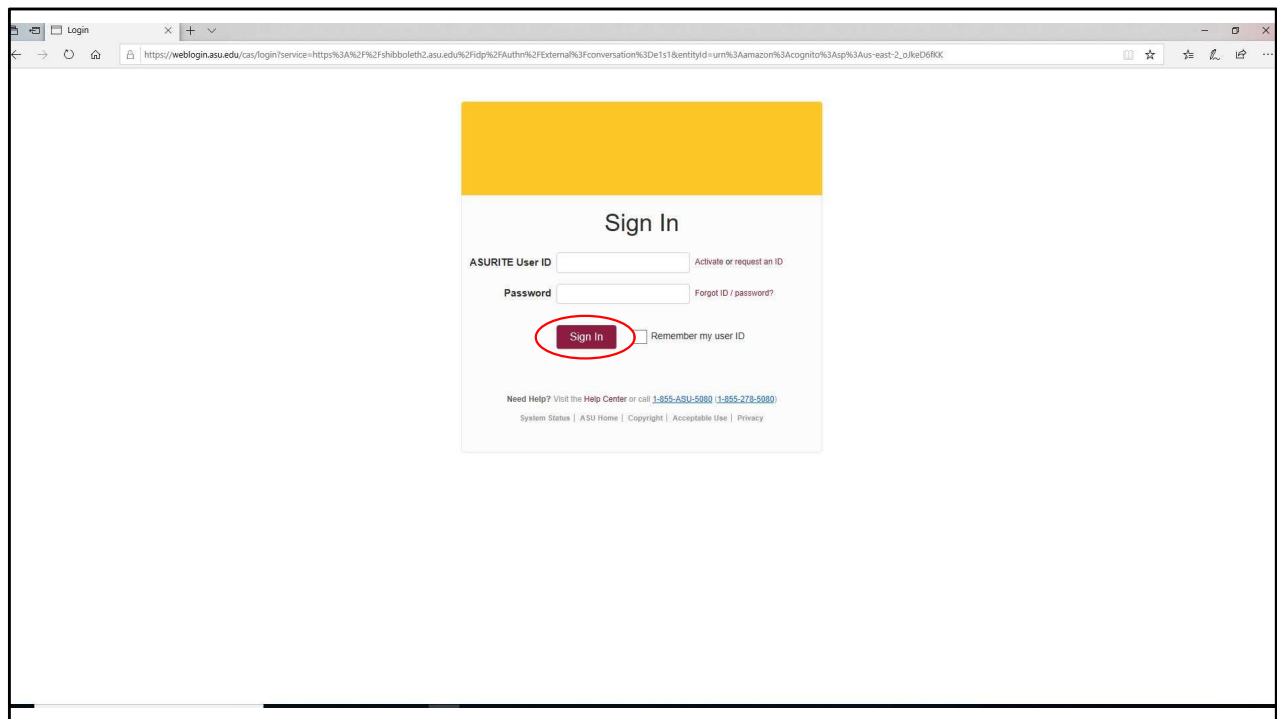 Login
https://weblogin.asu.edu/cas/login?service=https%3A%2F%2Fshibboleth2.asu.edu%2Fidp%2FAuthn%2FExternal%3Fconversation%3De1s1&entityId=urn%3Aamazon%3Acognito%3Asp%3Aus-east-2_oJkeD6fKK
Sign In
ASURITE User ID Activate or request an ID
Password Forgot ID / password?
Sign In Remember my user ID
Need Help? Visit the Help Center or call 1-855-ASU-5080 (1-855-278-5080)
System Status | ASU Home | Copyright | Acceptable Use | Privacy